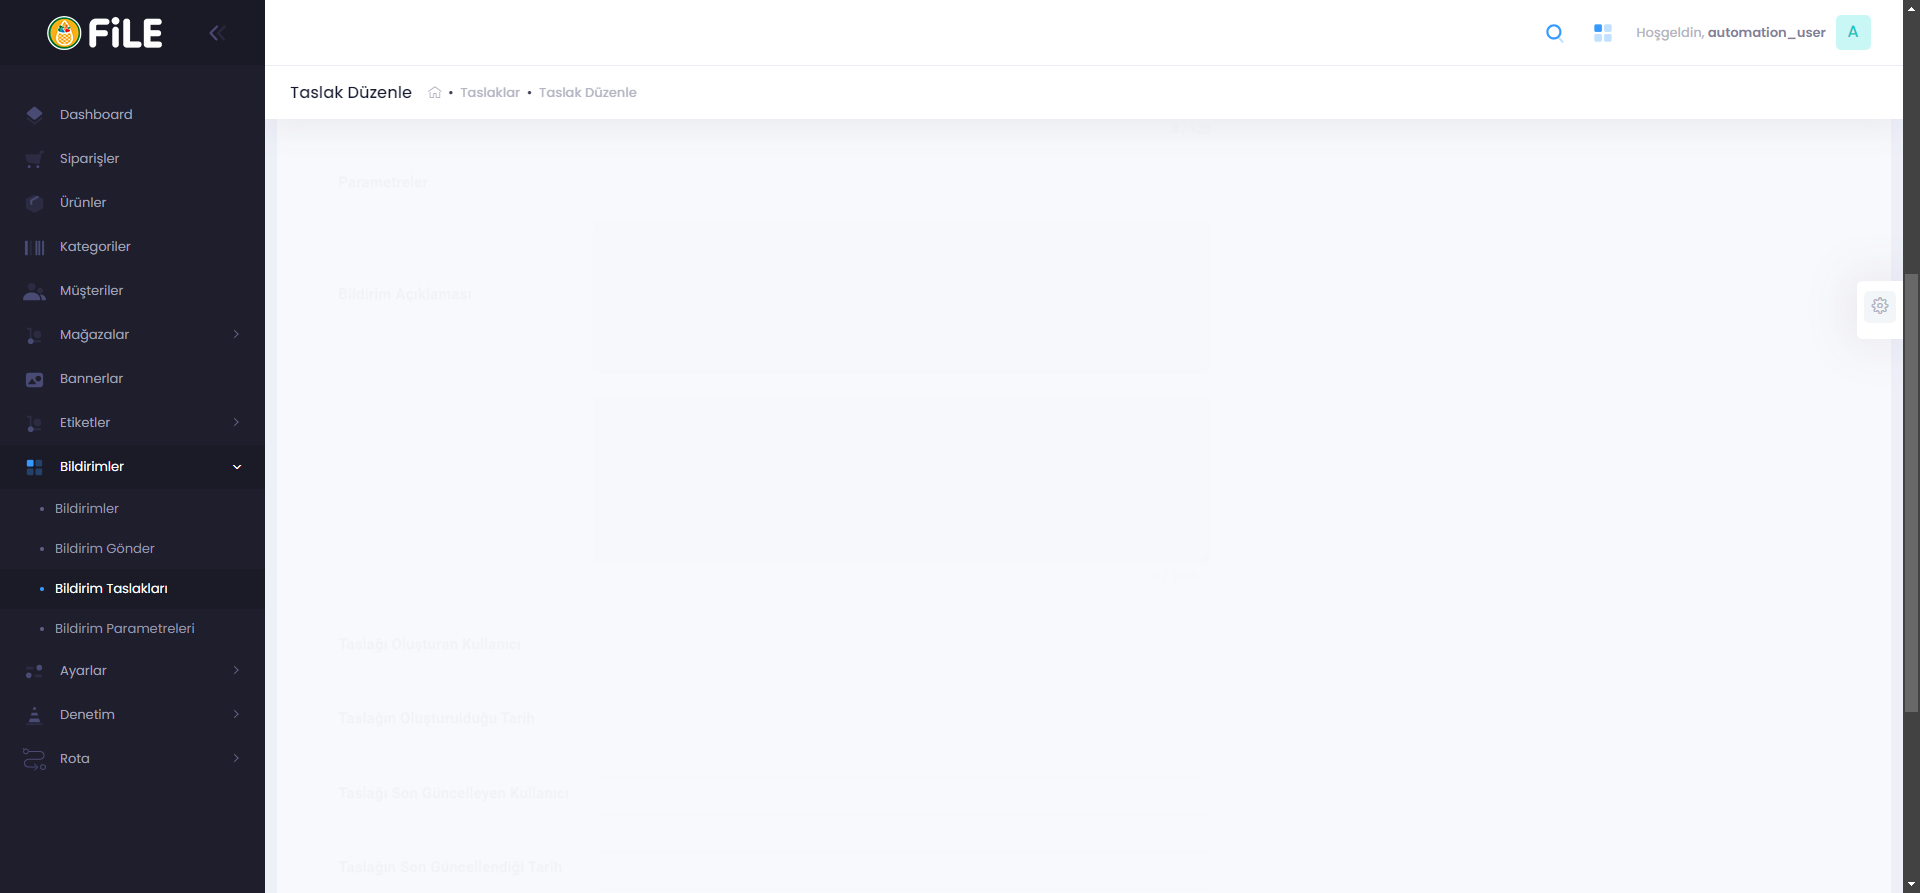 FiLE
Hoşgeldin, automation_user
A
Taslak Düzenle
• Taslaklar • Taslak Düzenle
Dashboard
Siparişler
Ürünler
Kategoriler
Müşteriler
Mağazalar
Bannerlar
Etiketler
Bildirimler
• Bildirimler
• Bildirim Gönder
• Bildirim Taslakları
• Bildirim Parametreleri
Ayarlar
Denetim
Rota
Parametreler
Bildirim Açıklaması
Taslağı Oluşturan Kullanıcı
Taslağın Oluşturulduğu Tarih
Taslağı Son Güncelleyen Kullanıcı
Taslağın Son Güncellendiği Tarih